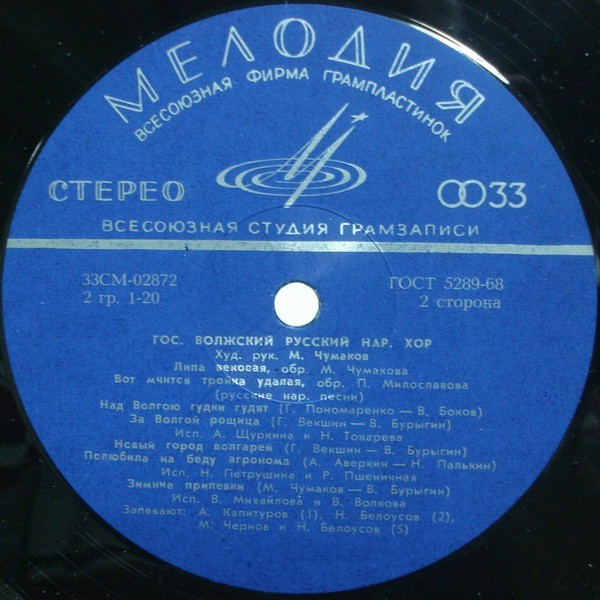 МЕЛОДИЯ
ВСЕСОЮЗНАЯ ФИРМА ГРАМПЛАСТИНОК
СТЕРЕО
33
ВСЕСОЮЗНАЯ СТУДИЯ ГРАМЗАПИСИ
33СМ-02872
ГОСТ 5289-68
2 гр. 1-20
2 сторона
ГОС. ВОЛЖСКИЙ РУССКИЙ НАР. ХОР
Худ. рук. М. Чумаков
Липа вековая, обр. М. Чумакова
Вот мчится тройка удалая, обр. П. Милославова
(русские нар. песни)
Над Волгою гудки гудят (Г. Пономаренко — В. Боков)
За Волгой рощица (Г. Векшин — В. Бурыгин)
Исп. А. Щуркина и Н. Токарева
Новый город волгарей (Г. Векшин — В. Бурыгин)
Полюбила на беду агронома (А. Аверкин — Н. Палькин)
Исп. Н. Петрушина и Р. Пшеничная
Зимние припевки (М. Чумаков — В. Бурыгин)
Исп. В. Михайлова и В. Волкова
Запевают: А. Капитуров (1), Н. Белоусов (2),
М. Чернов и Н. Белоусов (5)